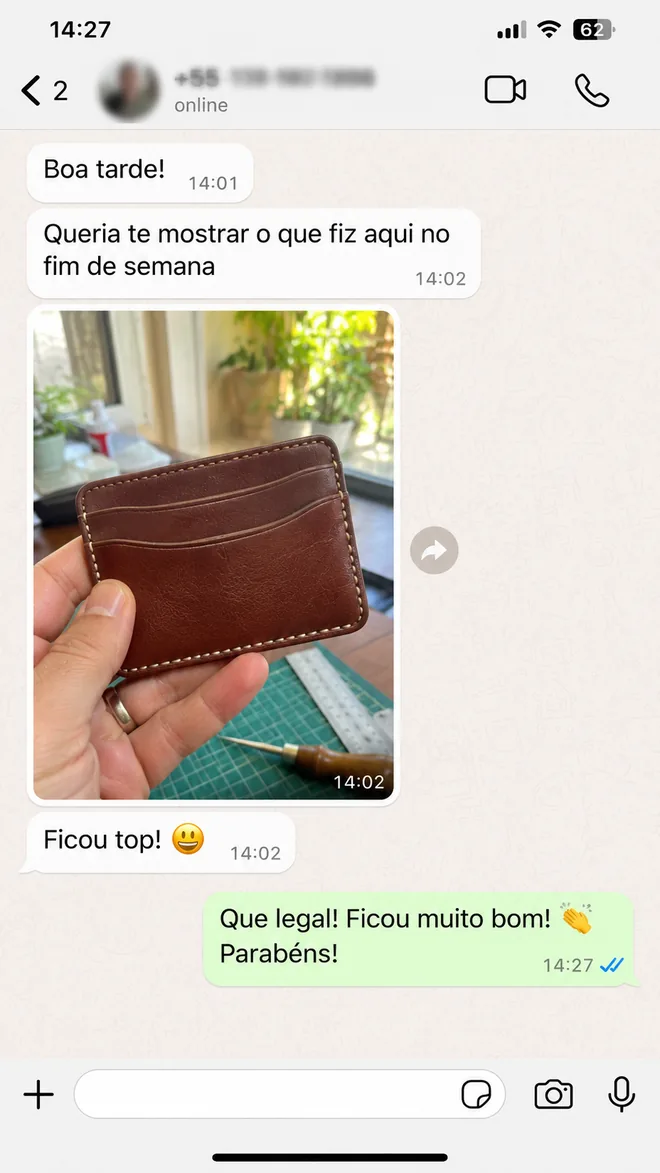 14:27
62
2
+55
online
Boa tarde!
14:01
Queria te mostrar o que fiz aqui no
fim de semana
14:02
14:02
Ficou top! 😃
14:02
Que legal! Ficou muito bom! 👏
Parabéns!
14:27